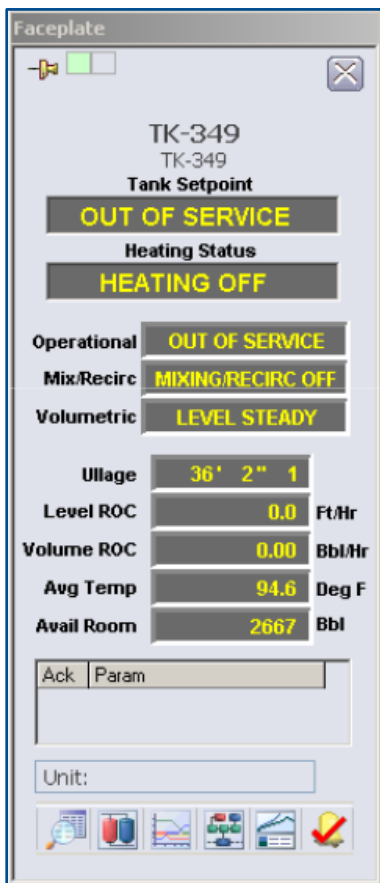 Faceplate
TK-349
TK-349
Tank Setpoint
OUT OF SERVICE
Heating Status
HEATING OFF
Operational OUT OF SERVICE
Mix/Recirc MIXING/RECIRC OFF
Volumetric LEVEL STEADY
Ullage 36' 2" 1
Level ROC 0.0 Ft/Hr
Volume ROC 0.00 Bbl/Hr
Avg Temp 94.6 Deg F
Avail Room 2667 Bbl
Ack Param
Unit: